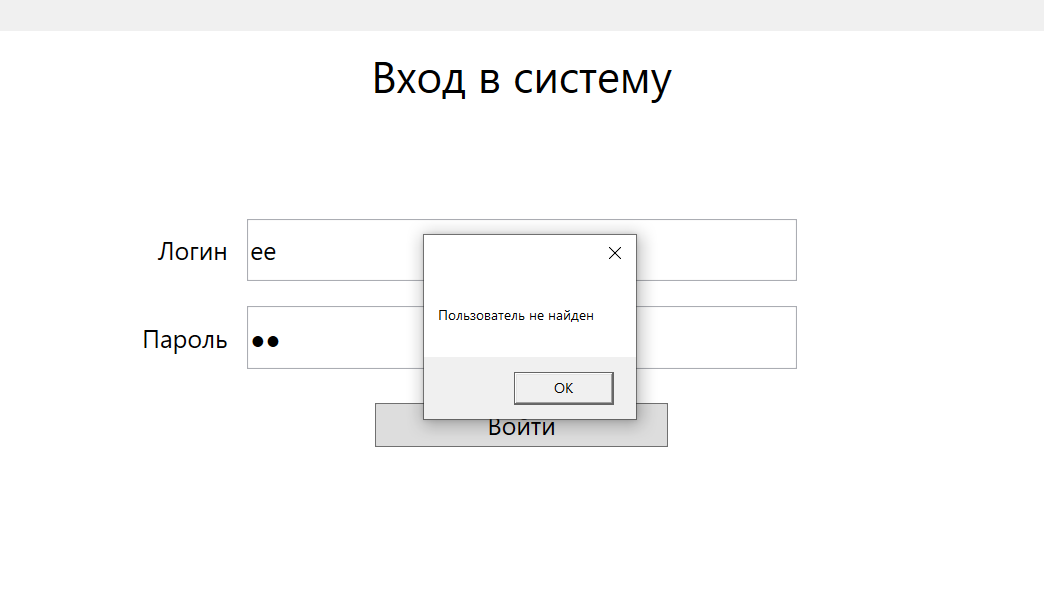 Вход в систему
Логин
ee
Пароль
●●
Пользователь не найден
OK
Войти